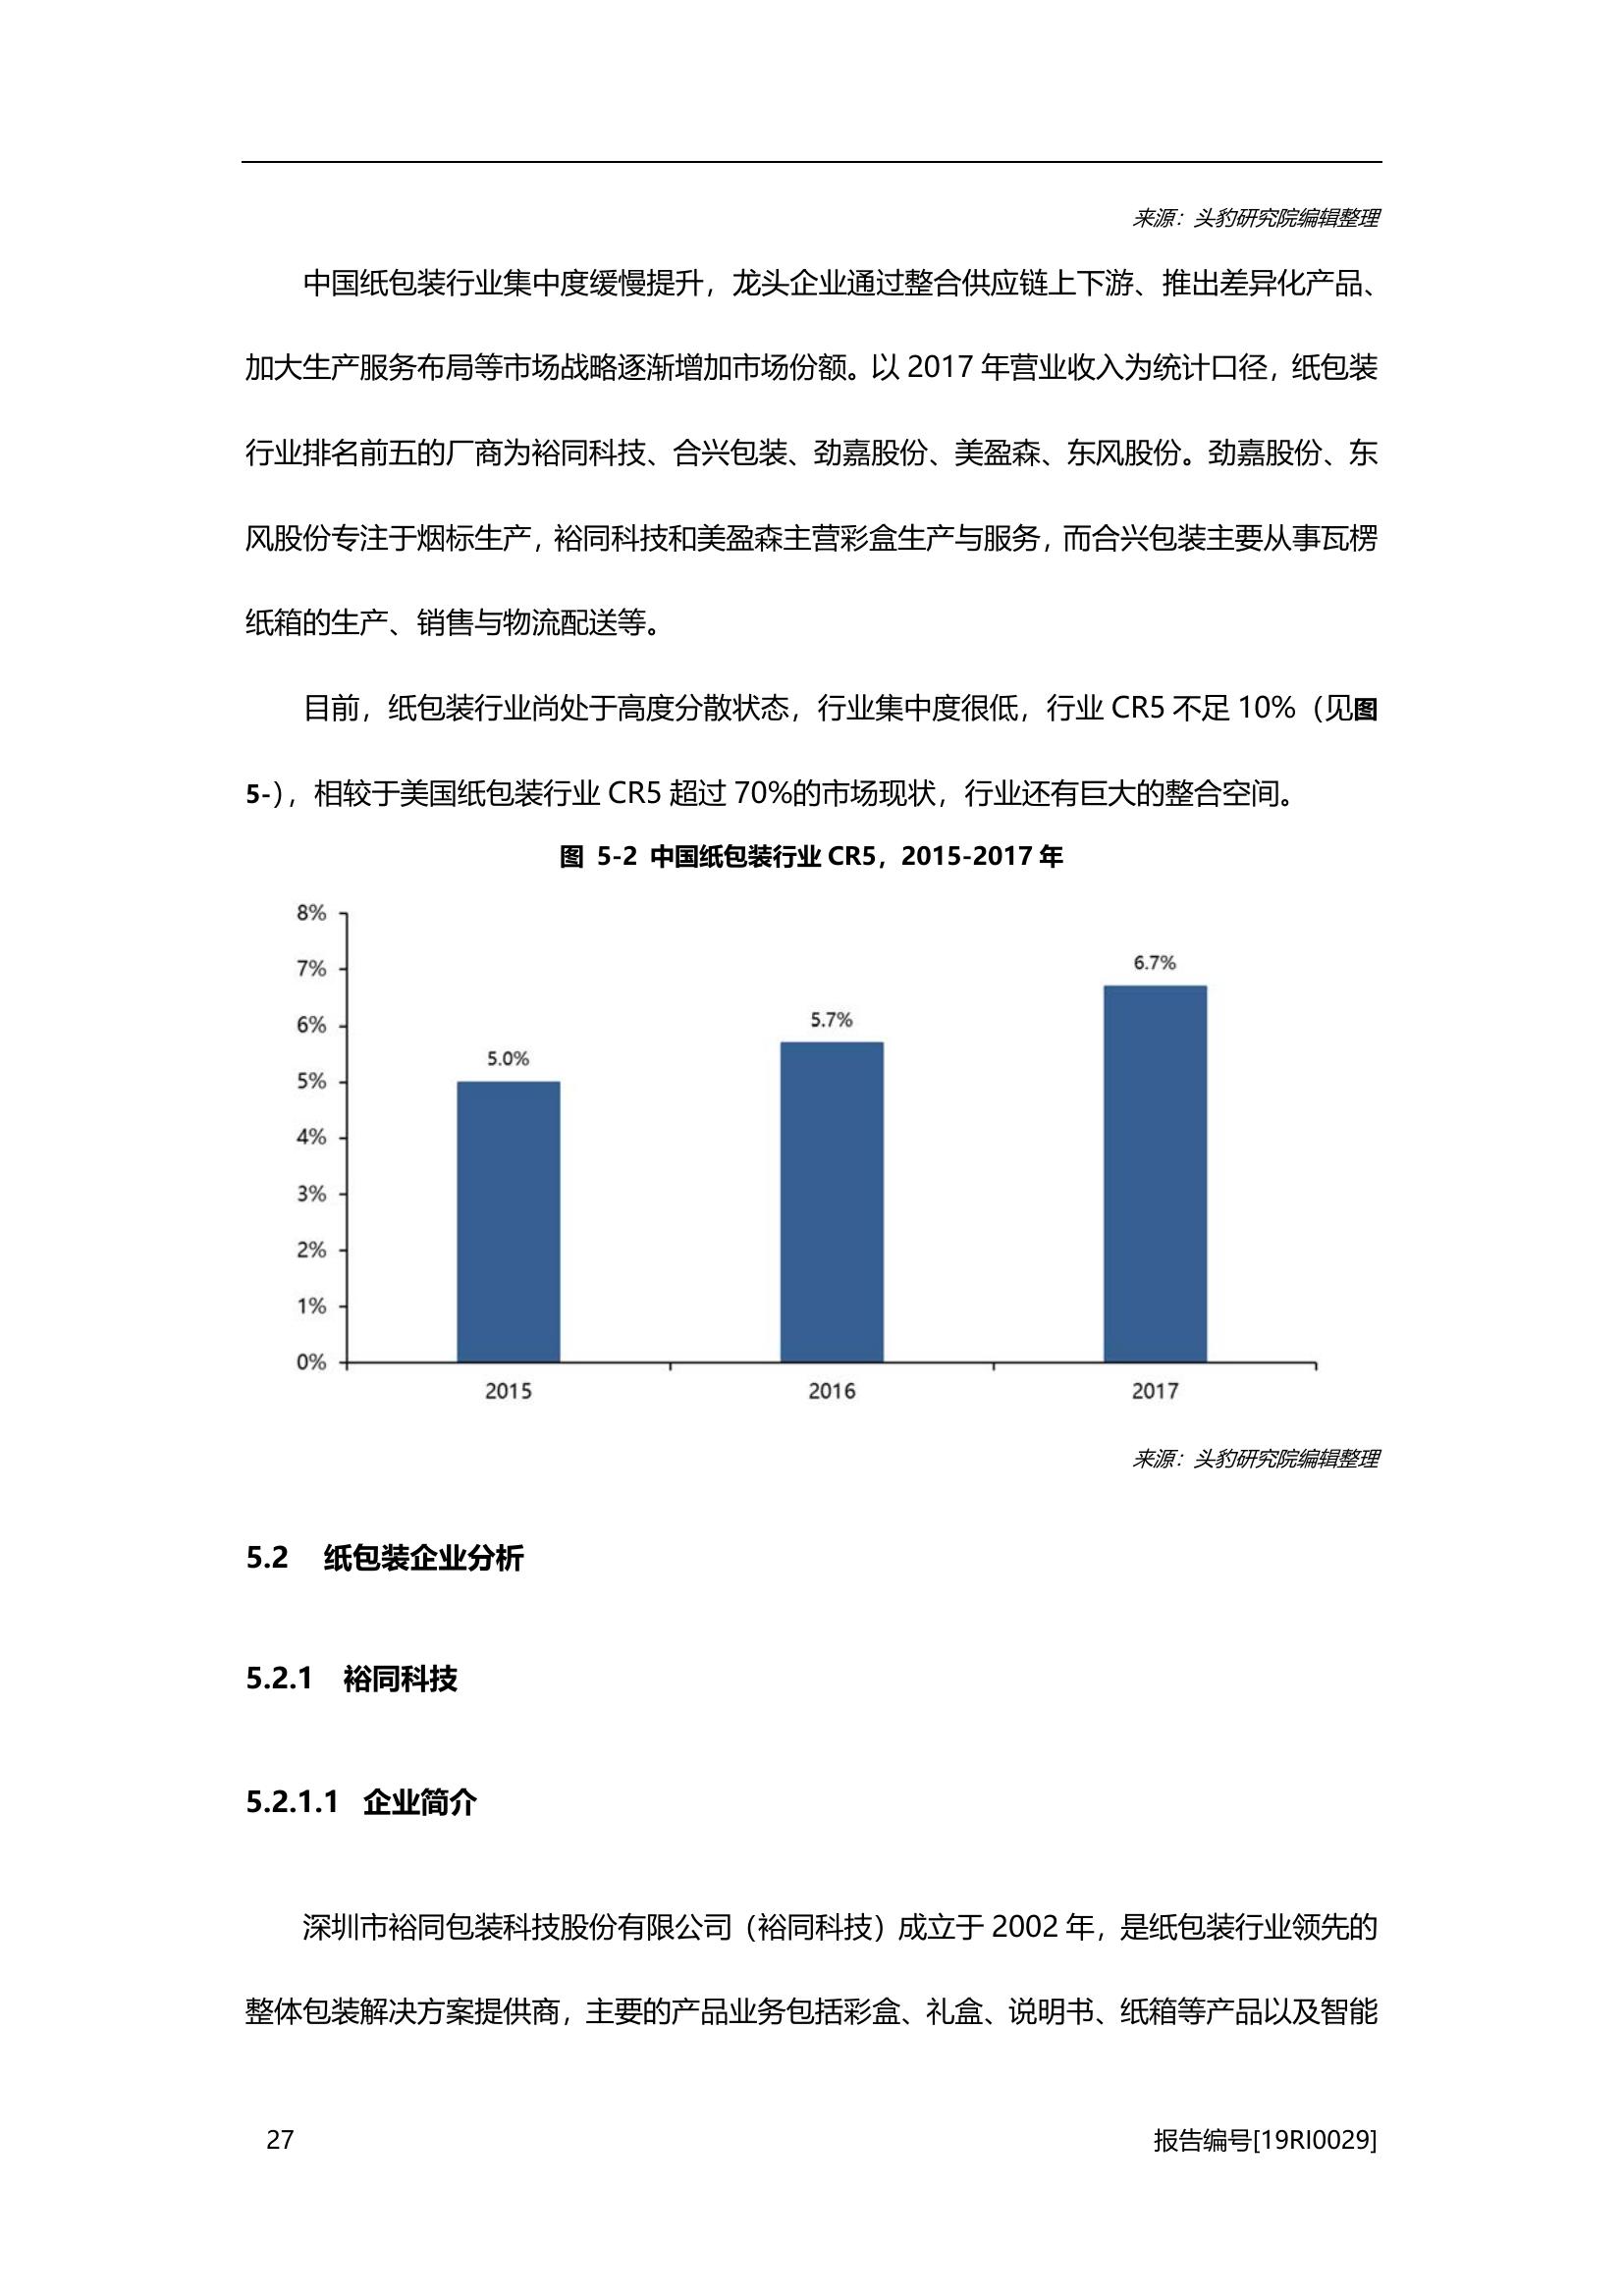 来源：头豹研究院编辑整理
中国纸包装行业集中度缓慢提升，龙头企业通过整合供应链上下游、推出差异化产品、
加大生产服务布局等市场战略逐渐增加市场份额。以 2017 年营业收入为统计口径，纸包装
行业排名前五的厂商为裕同科技、合兴包装、劲嘉股份、美盈森、东风股份。劲嘉股份、东
风股份专注于烟标生产，裕同科技和美盈森主营彩盒生产与服务，而合兴包装主要从事瓦楞
纸箱的生产、销售与物流配送等。
目前，纸包装行业尚处于高度分散状态，行业集中度很低，行业 CR5 不足 10%（见图
5-），相较于美国纸包装行业 CR5 超过 70%的市场现状，行业还有巨大的整合空间。
图 5-2 中国纸包装行业 CR5，2015-2017 年
8%
7%
6%
5%
4%
3%
2%
1%
0%
5.0%
5.7%
6.7%
2015 2016 2017
来源：头豹研究院编辑整理
5.2 纸包装企业分析
5.2.1 裕同科技
5.2.1.1 企业简介
深圳市裕同包装科技股份有限公司（裕同科技）成立于 2002 年，是纸包装行业领先的
整体包装解决方案提供商，主要的产品业务包括彩盒、礼盒、说明书、纸箱等产品以及智能
27 报告编号[19RI0029]